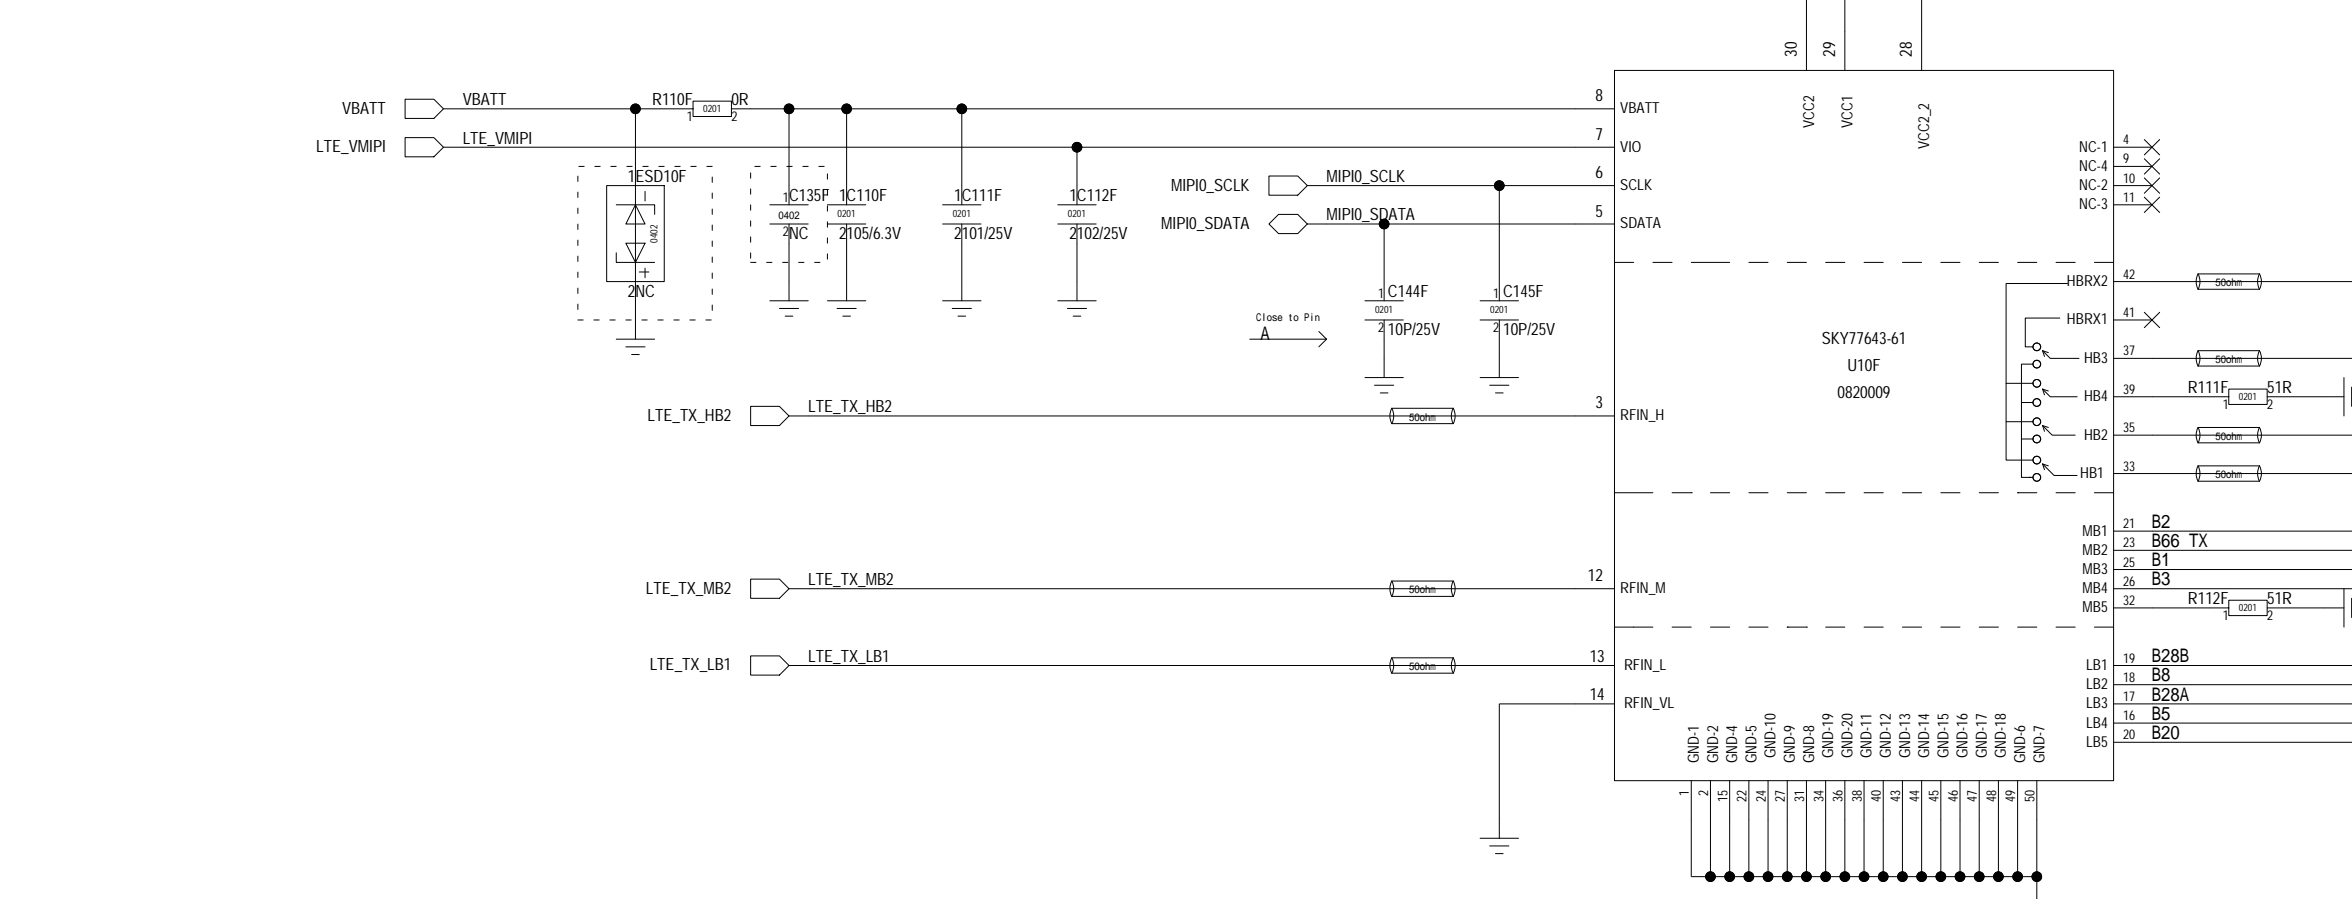 30 29 28
VCC2 VCC1 VCC2_2
VBATT VBATT R110F 0201 0R 1 2 8 VBATT
LTE_VMIPI LTE_VMIPI 7 VIO
MIPI0_SCLK MIPI0_SCLK 6 SCLK
MIPI0_SDATA MIPI0_SDATA 5 SDATA
1ESD10F 0402 2NC
1C135F 0402 2NC
1C110F 0201 2105/6.3V
1C111F 0201 2101/25V
1C112F 0201 2102/25V
1 C144F 0201 2 10P/25V
1 C145F 0201 2 10P/25V
Close to Pin
A
NC-1 4
NC-4 9
NC-2 10
NC-3 11
SKY77643-61
U10F
0820009
HBRX2 42 50ohm
HBRX1 41
HB3 37 50ohm
HB4 39 R111F 0201 51R 1 2
HB2 35 50ohm
HB1 33 50ohm
LTE_TX_HB2 LTE_TX_HB2 50ohm 3 RFIN_H
MB1 21 B2
MB2 23 B66 TX
MB3 25 B1
MB4 26 B3
MB5 32 R112F 0201 51R 1 2
LTE_TX_MB2 LTE_TX_MB2 50ohm 12 RFIN_M
LTE_TX_LB1 LTE_TX_LB1 50ohm 13 RFIN_L
14 RFIN_VL
LB1 19 B28B
LB2 18 B8
LB3 17 B28A
LB4 16 B5
LB5 20 B20
GND-1 GND-2 GND-4 GND-5 GND-10 GND-9 GND-8 GND-19 GND-20 GND-11 GND-12 GND-13 GND-14 GND-15 GND-16 GND-17 GND-18 GND-6 GND-7
1 2 15 22 24 27 31 34 36 38 40 43 44 45 46 47 48 49 50